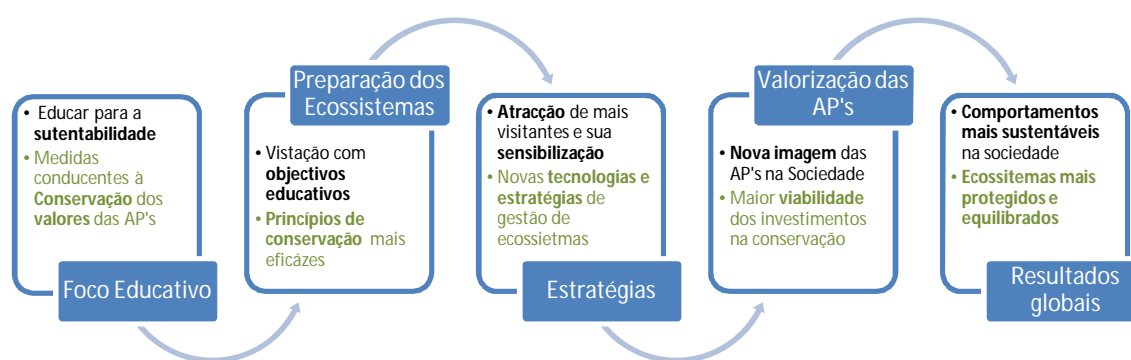 • Educar para a
sutentabilidade
• Medidas
conducentes à
Conservação dos
valores das AP's
Foco Educativo
Preparação dos
Ecossistemas
• Vistação com
objectivos
educativos
• Princípios de
conservação mais
eficázes
• Atracção de mais
visitantes e sua
sensibilização
• Novas tecnologias e
estratégias de
gestão de
ecossietmas
Estratégias
Valorização das
AP's
• Nova imagem das
AP's na Sociedade
• Maior viabilidade
dos investimentos
na conservação
• Comportamentos
mais sustentáveis
na sociedade
• Ecossitemas mais
protegidos e
equilibrados
Resultados
globais